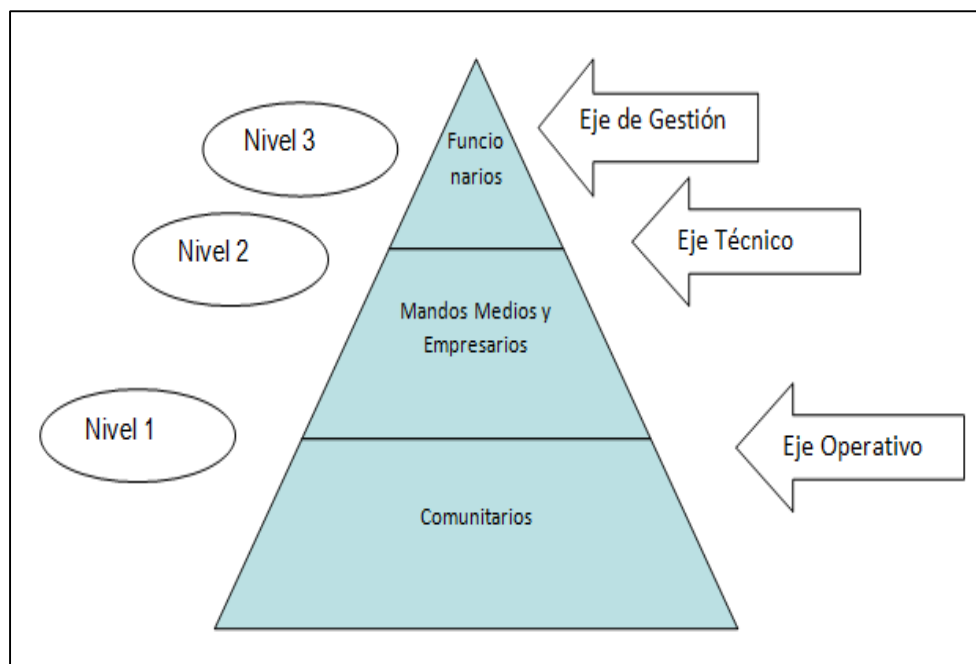 Eje de Gestión
Nivel 3
Funcio
narios
Nivel 2
Eje Técnico
Mandos Medios y
Empresarios
Nivel 1
Eje Operativo
Comunitarios